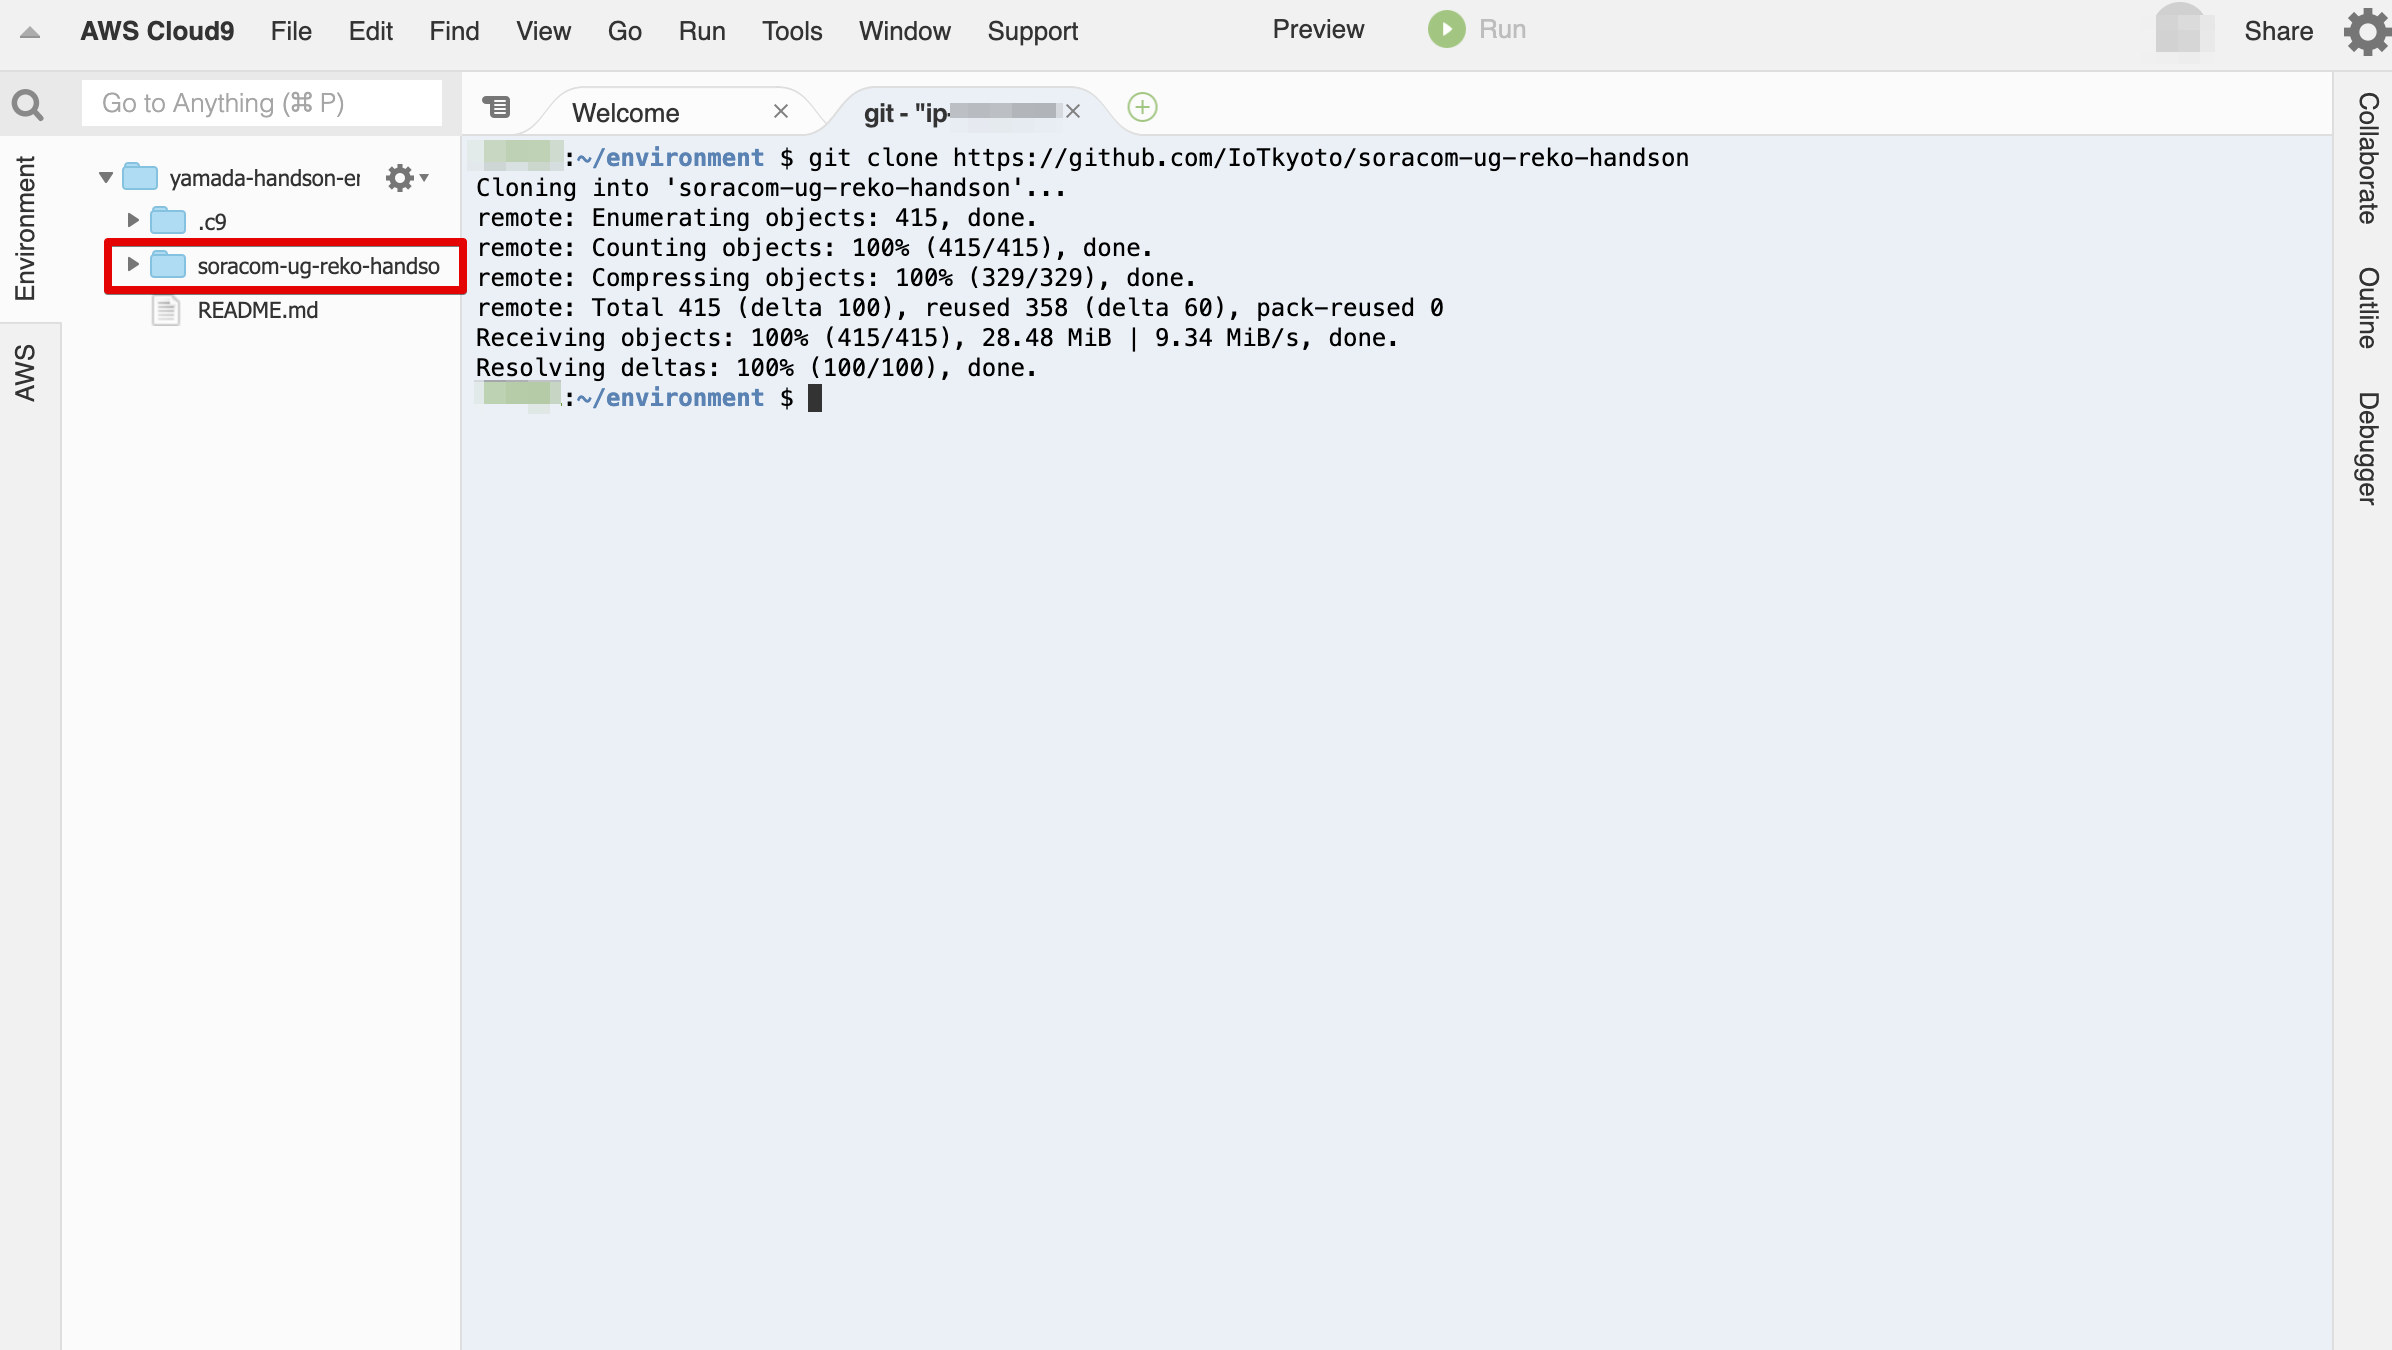 AWS Cloud9 File Edit Find View Go Run Tools Window Support Preview Run Share
Go to Anything (⌘ P)
Welcome
git - "ip-
Environment
AWS
yamada-handson-er
.c9
soracom-ug-reko-handso
README.md
:~/environment $ git clone https://github.com/IoTkyoto/soracom-ug-reko-handson
Cloning into 'soracom-ug-reko-handson'...
remote: Enumerating objects: 415, done.
remote: Counting objects: 100% (415/415), done.
remote: Compressing objects: 100% (329/329), done.
remote: Total 415 (delta 100), reused 358 (delta 60), pack-reused 0
Receiving objects: 100% (415/415), 28.48 MiB | 9.34 MiB/s, done.
Resolving deltas: 100% (100/100), done.
:~/environment $
Collaborate
Outline
Debugger